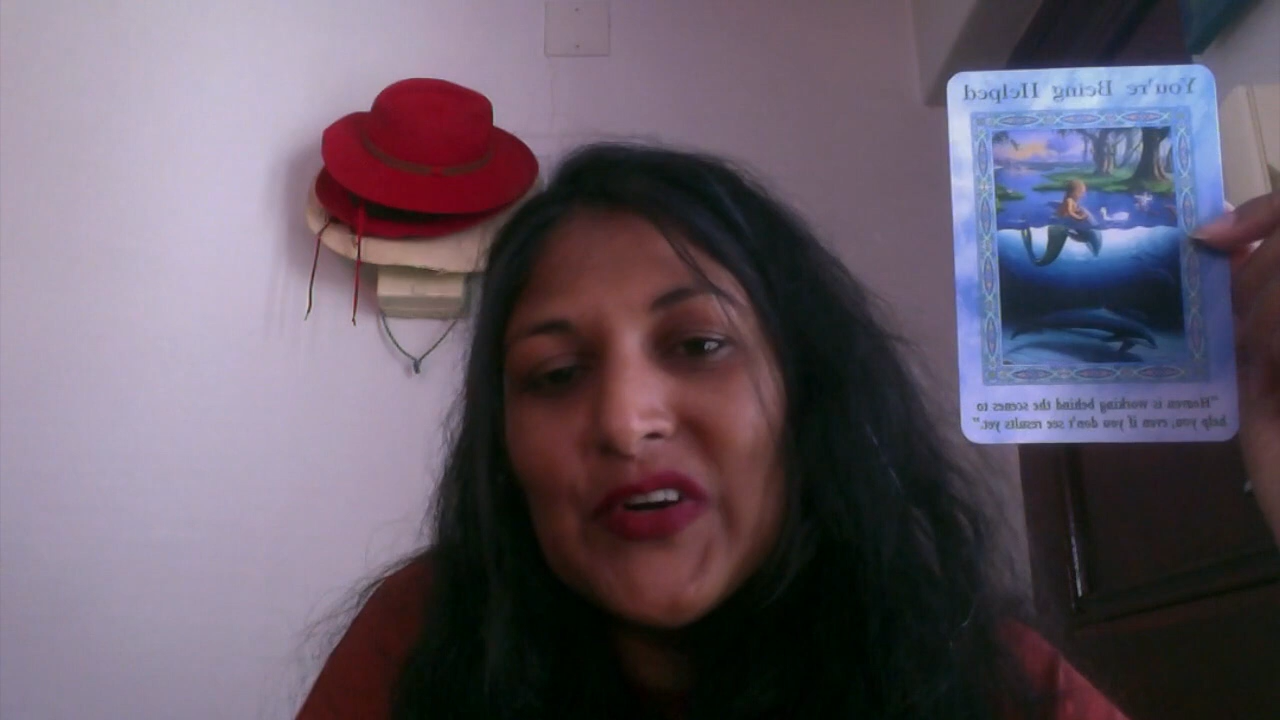 You're Being Helped
"Heaven is working behind the scenes to
help you, even if you don't see results yet."